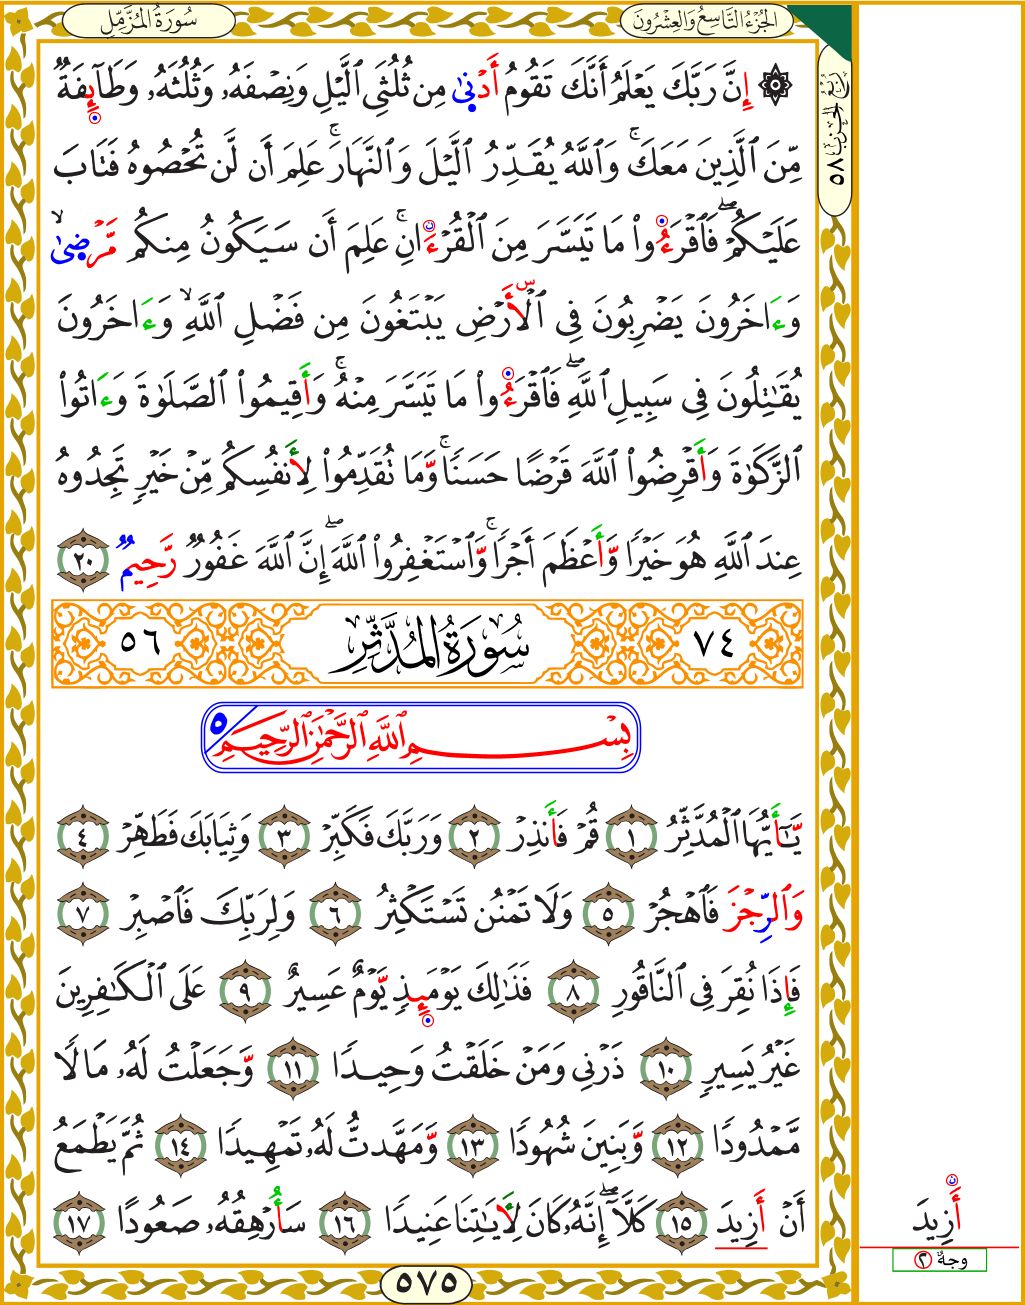 سُورَةُ المُزَّمِّل
الجُزْءُ التَّاسِعُ وَالعِشْرُونَ
رُبُعُ الحِزْب ٥٨
۞ إِنَّ رَبَّكَ يَعْلَمُ أَنَّكَ تَقُومُ أَدْنَىٰ مِن ثُلُثَىِ ٱلَّيْلِ وَنِصْفَهُۥ وَثُلُثَهُۥ وَطَآئِفَةٌ
مِّنَ ٱلَّذِينَ مَعَكَۚ وَٱللَّهُ يُقَدِّرُ ٱلَّيْلَ وَٱلنَّهَارَۚ عَلِمَ أَن لَّن تُحْصُوهُ فَتَابَ
عَلَيْكُمْۖ فَٱقْرَءُوا۟ مَا تَيَسَّرَ مِنَ ٱلْقُرْءَانِۚ عَلِمَ أَن سَيَكُونُ مِنكُم مَّرْضَىٰۙ
وَءَاخَرُونَ يَضْرِبُونَ فِى ٱلْأَرْضِ يَبْتَغُونَ مِن فَضْلِ ٱللَّهِۙ وَءَاخَرُونَ
يُقَٰتِلُونَ فِى سَبِيلِ ٱللَّهِۖ فَٱقْرَءُوا۟ مَا تَيَسَّرَ مِنْهُۚ وَأَقِيمُوا۟ ٱلصَّلَوٰةَ وَءَاتُوا۟
ٱلزَّكَوٰةَ وَأَقْرِضُوا۟ ٱللَّهَ قَرْضًا حَسَنًاۚ وَمَا تُقَدِّمُوا۟ لِأَنفُسِكُم مِّنْ خَيْرٍ تَجِدُوهُ
عِندَ ٱللَّهِ هُوَ خَيْرًا وَأَعْظَمَ أَجْرًاۚ وَٱسْتَغْفِرُوا۟ ٱللَّهَۖ إِنَّ ٱللَّهَ غَفُورٌ رَّحِيمٌۢ ٢٠
٧٤ سُورَةُ المُدَّثِّر ٥٦
بِسْمِ ٱللَّهِ ٱلرَّحْمَٰنِ ٱلرَّحِيمِ ٥
يَٰٓأَيُّهَا ٱلْمُدَّثِّرُ ١ قُمْ فَأَنذِرْ ٢ وَرَبَّكَ فَكَبِّرْ ٣ وَثِيَابَكَ فَطَهِّرْ ٤
وَٱلرِّجْزَ فَٱهْجُرْ ٥ وَلَا تَمْنُن تَسْتَكْثِرُ ٦ وَلِرَبِّكَ فَٱصْبِرْ ٧
فَإِذَا نُقِرَ فِى ٱلنَّاقُورِ ٨ فَذَٰلِكَ يَوْمَئِذٍ يَوْمٌ عَسِيرٌ ٩ عَلَى ٱلْكَٰفِرِينَ
غَيْرُ يَسِيرٍ ١٠ ذَرْنِى وَمَنْ خَلَقْتُ وَحِيدًا ١١ وَجَعَلْتُ لَهُۥ مَالًا
مَّمْدُودًا ١٢ وَبَنِينَ شُهُودًا ١٣ وَمَهَّدتُّ لَهُۥ تَمْهِيدًا ١٤ ثُمَّ يَطْمَعُ
أَنْ أَزِيدَ ١٥ كَلَّآۖ إِنَّهُۥ كَانَ لِأَيَٰتِنَا عَنِيدًا ١٦ سَأُرْهِقُهُۥ صَعُودًا ١٧
أَزِيدَ
وجهٌ ٢
٥٧٥